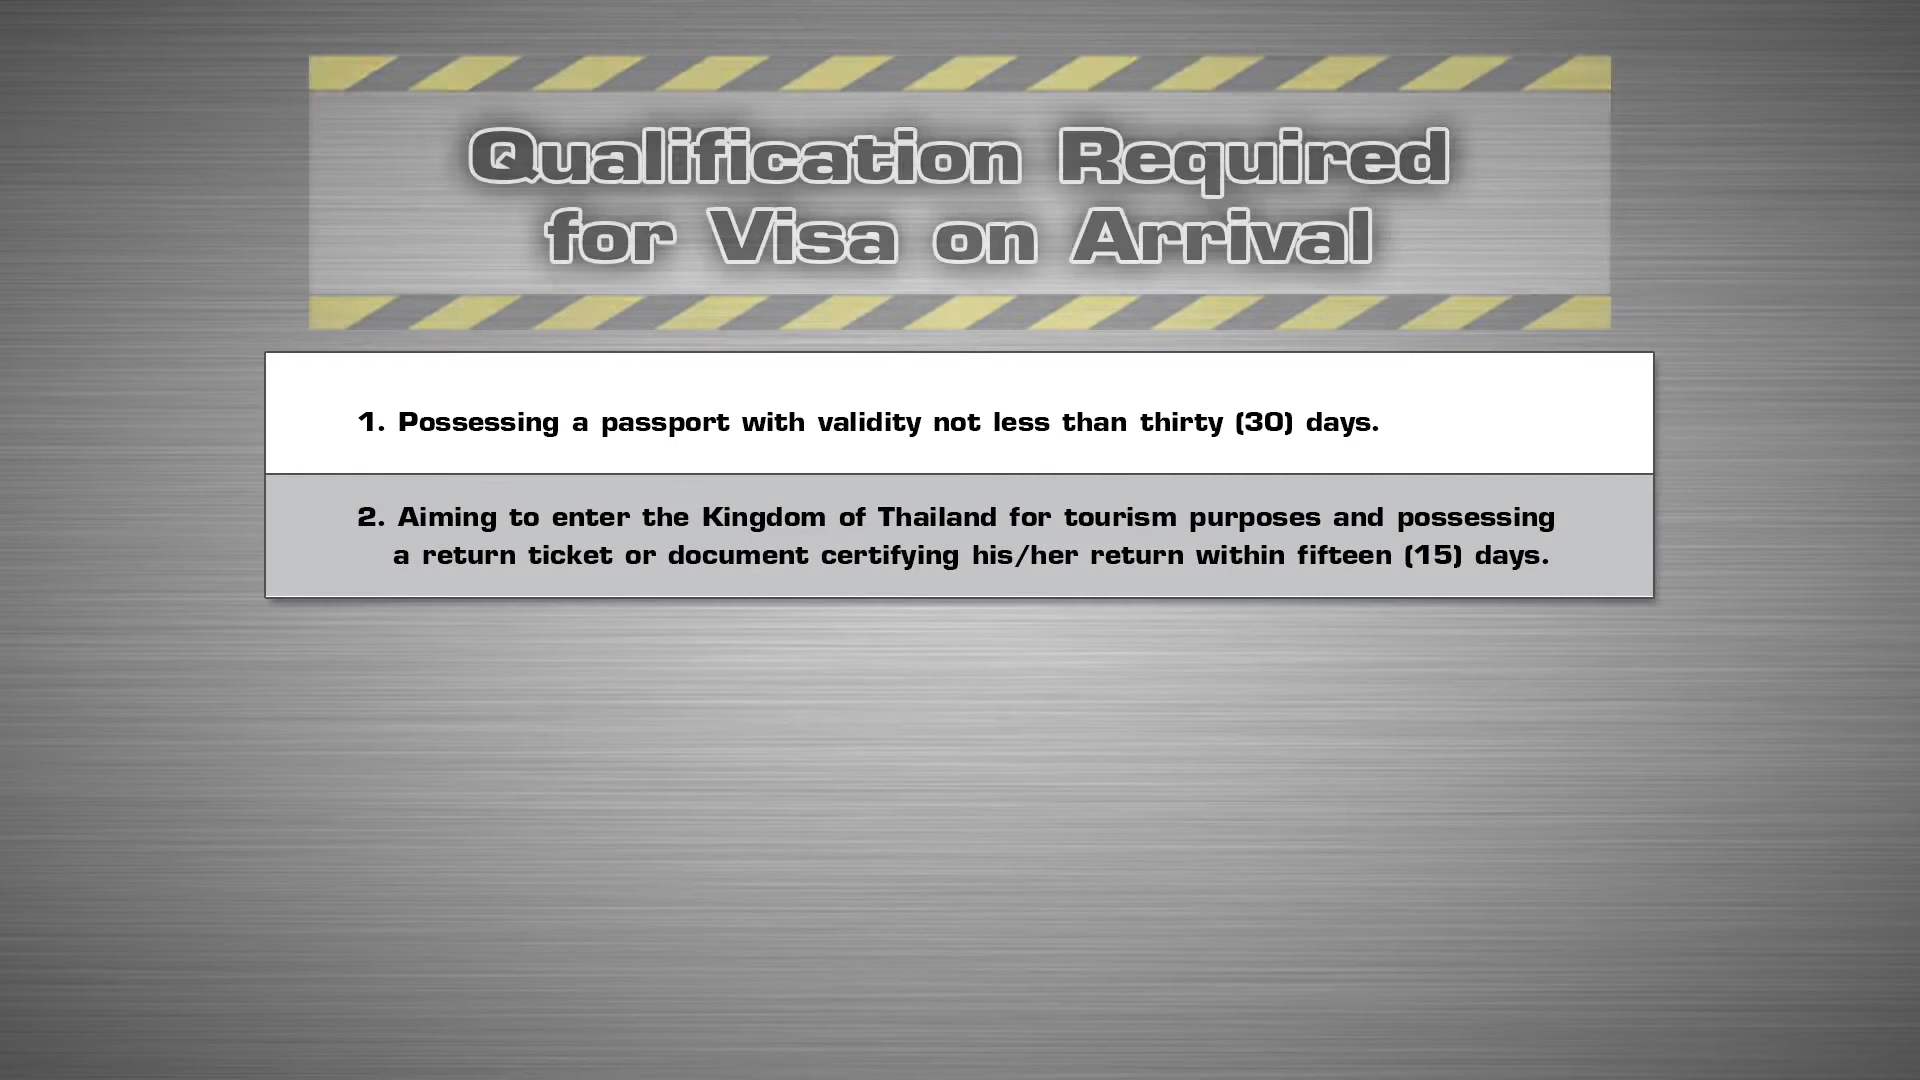 Qualification Required
for Visa on Arrival
1. Possessing a passport with validity not less than thirty (30) days.
2. Aiming to enter the Kingdom of Thailand for tourism purposes and possessing
a return ticket or document certifying his/her return within fifteen (15) days.